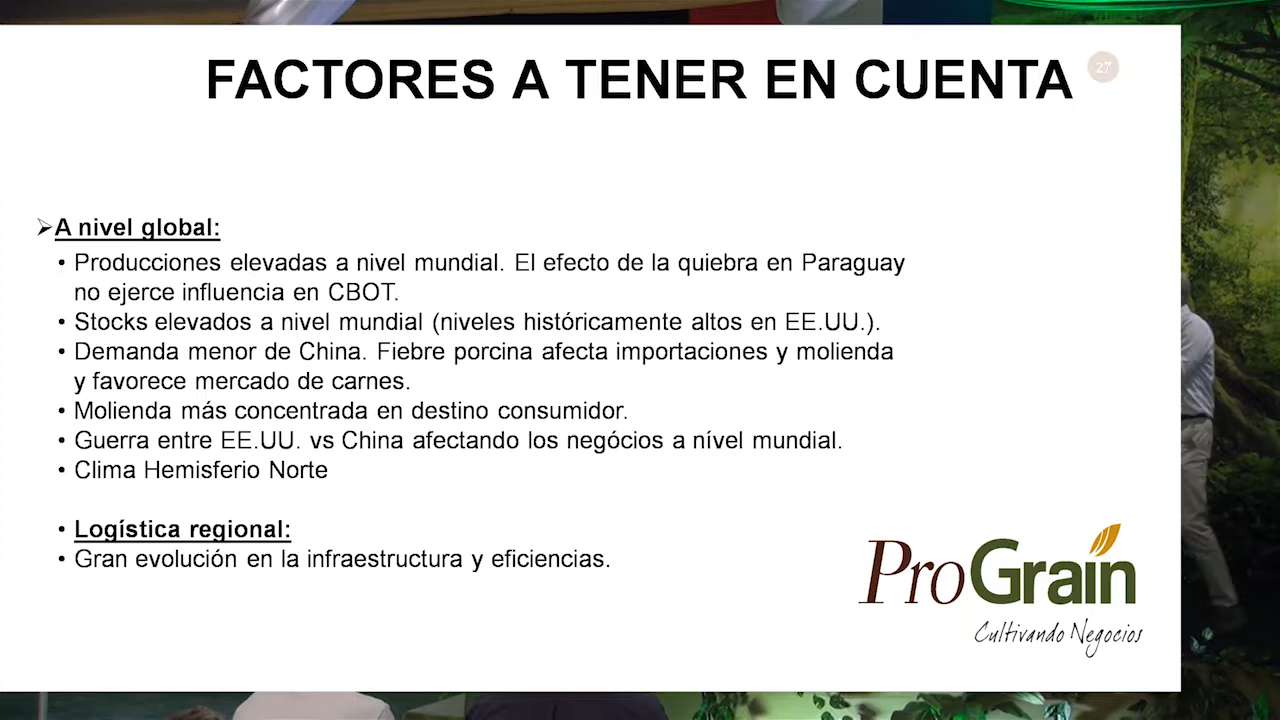 FACTORES A TENER EN CUENTA
27
A nivel global:
• Producciones elevadas a nivel mundial. El efecto de la quiebra en Paraguay
no ejerce influencia en CBOT.
• Stocks elevados a nivel mundial (niveles históricamente altos en EE.UU.).
• Demanda menor de China. Fiebre porcina afecta importaciones y molienda
y favorece mercado de carnes.
• Molienda más concentrada en destino consumidor.
• Guerra entre EE.UU. vs China afectando los negócios a nível mundial.
• Clima Hemisferio Norte
• Logística regional:
• Gran evolución en la infraestructura y eficiencias.
ProGrain
Cultivando Negocios